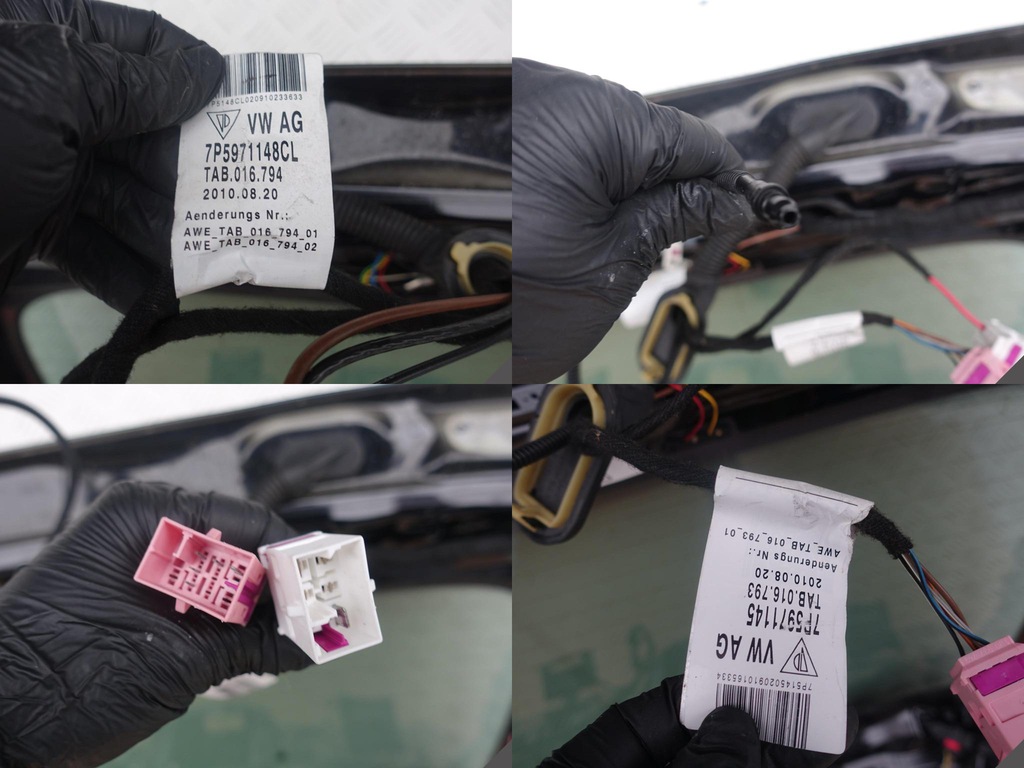 7P5148CL020910233633
VW AG
7P5971148CL
TAB.016.794
2010.08.20
Aenderungs Nr.:
AWE_TAB_016_794_01
AWE_TAB_016_794_02
7P5145020910165334
VW AG
7P5971145
TAB.016.793
2010.08.20
Aenderungs Nr.:
AWE_TAB_016_793_01